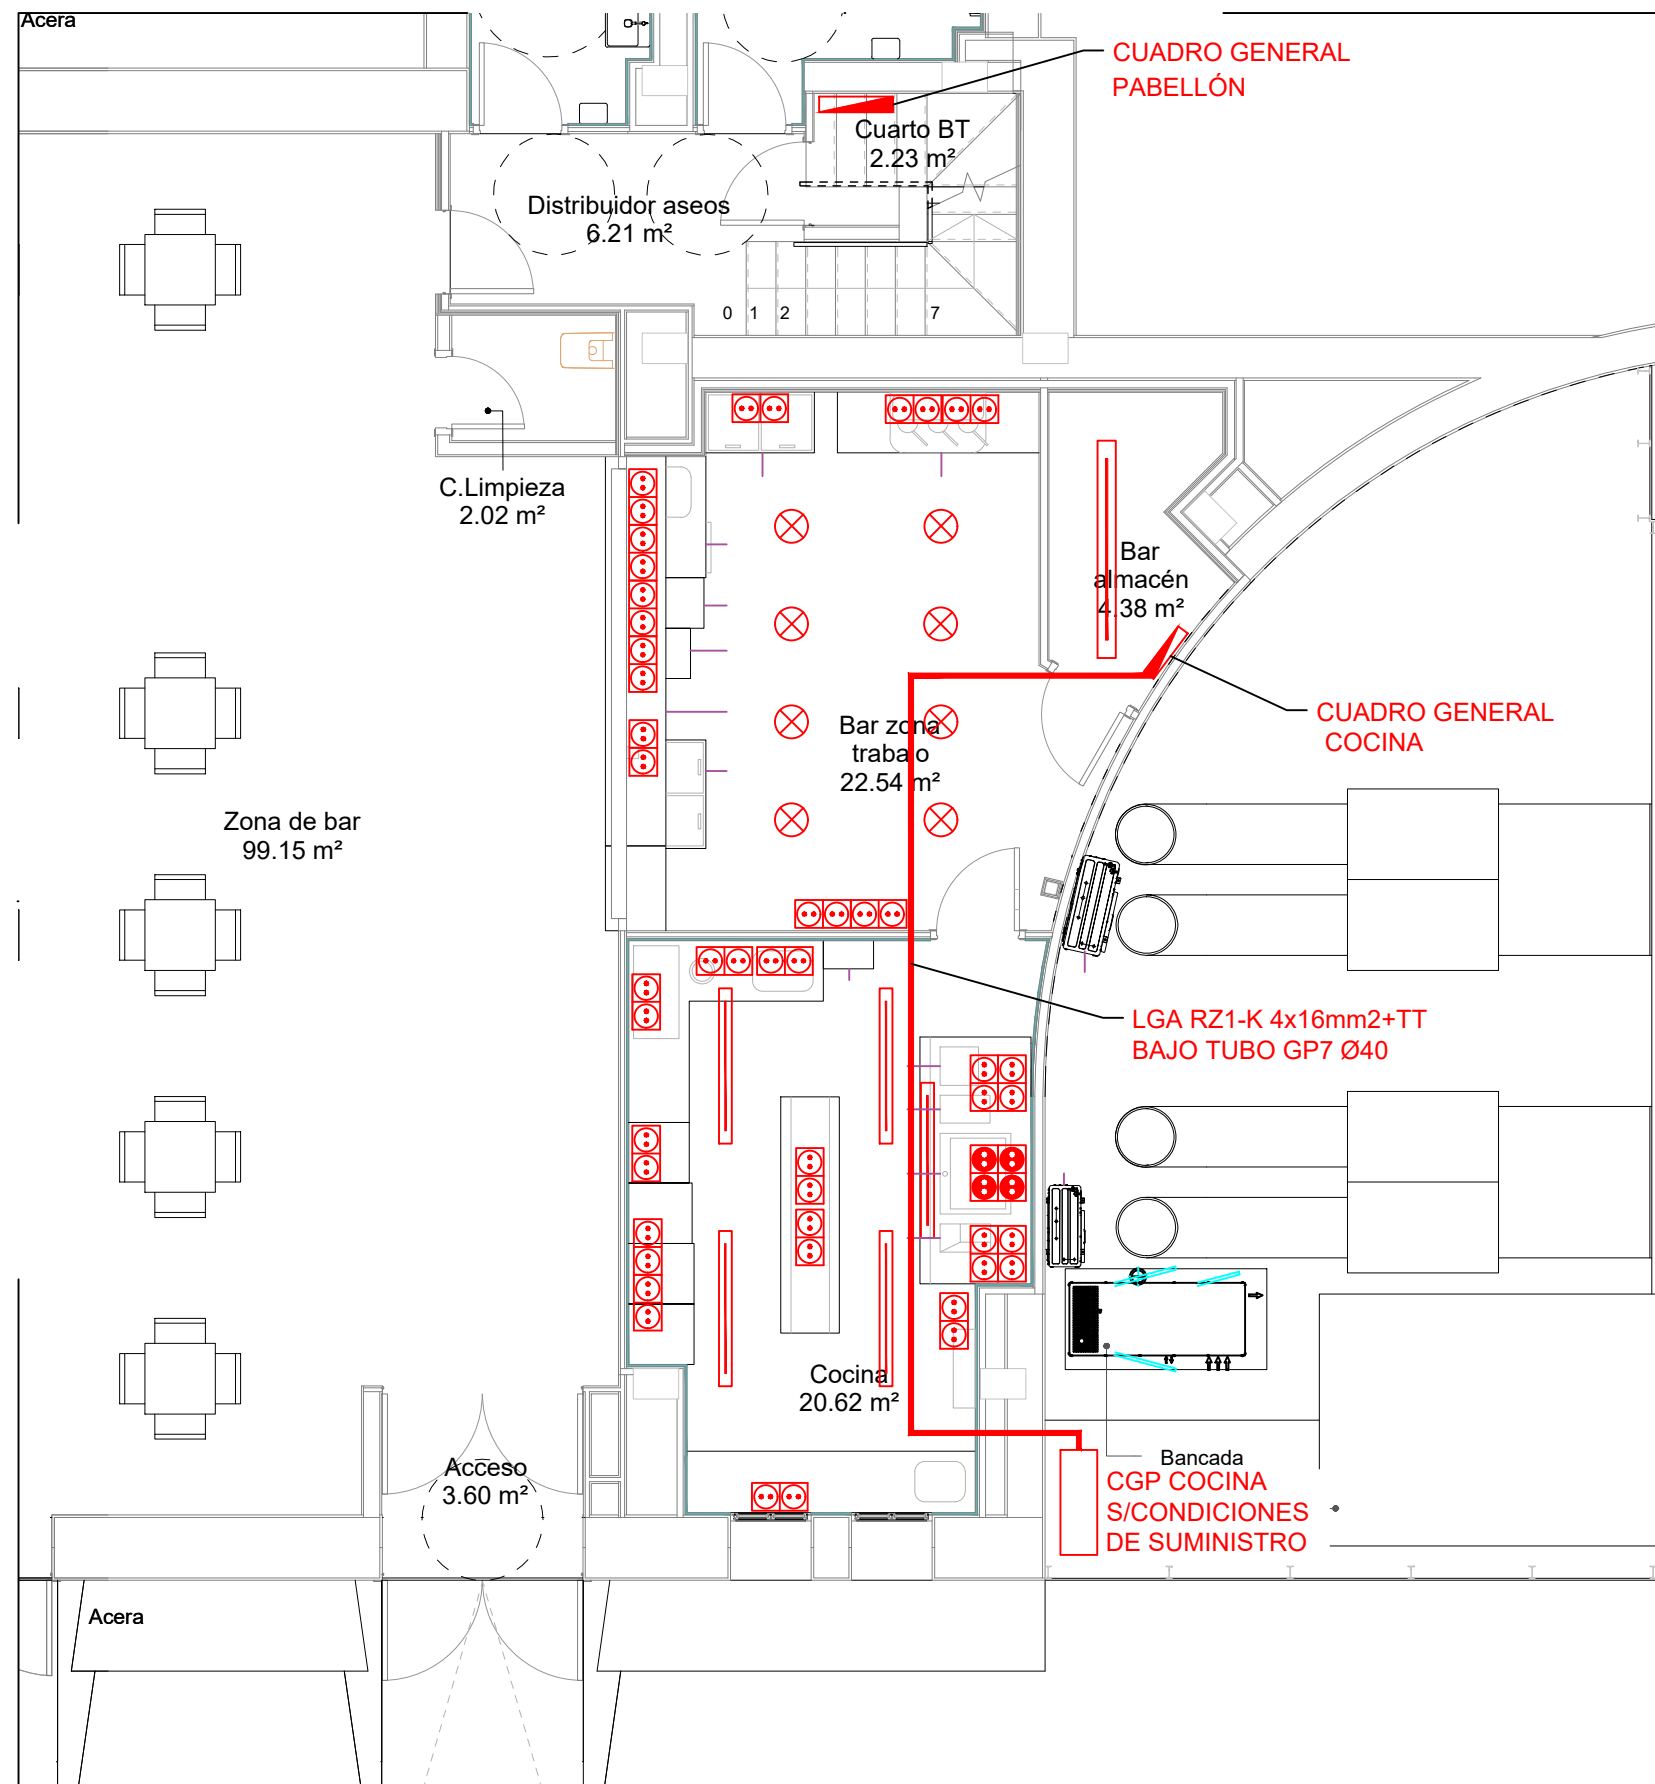 Acera
CUADRO GENERAL
PABELLÓN
Cuarto BT
2.23 m²
Distribuidor aseos
6.21 m²
0 1 2 7
C.Limpieza
2.02 m²
Bar
almacén
4.38 m²
CUADRO GENERAL
COCINA
Bar zona
trabajo
22.54 m²
Zona de bar
99.15 m²
LGA RZ1-K 4x16mm2+TT
BAJO TUBO GP7 Ø40
Cocina
20.62 m²
Acceso
3.60 m²
Bancada
CGP COCINA
S/CONDICIONES
DE SUMINISTRO
Acera